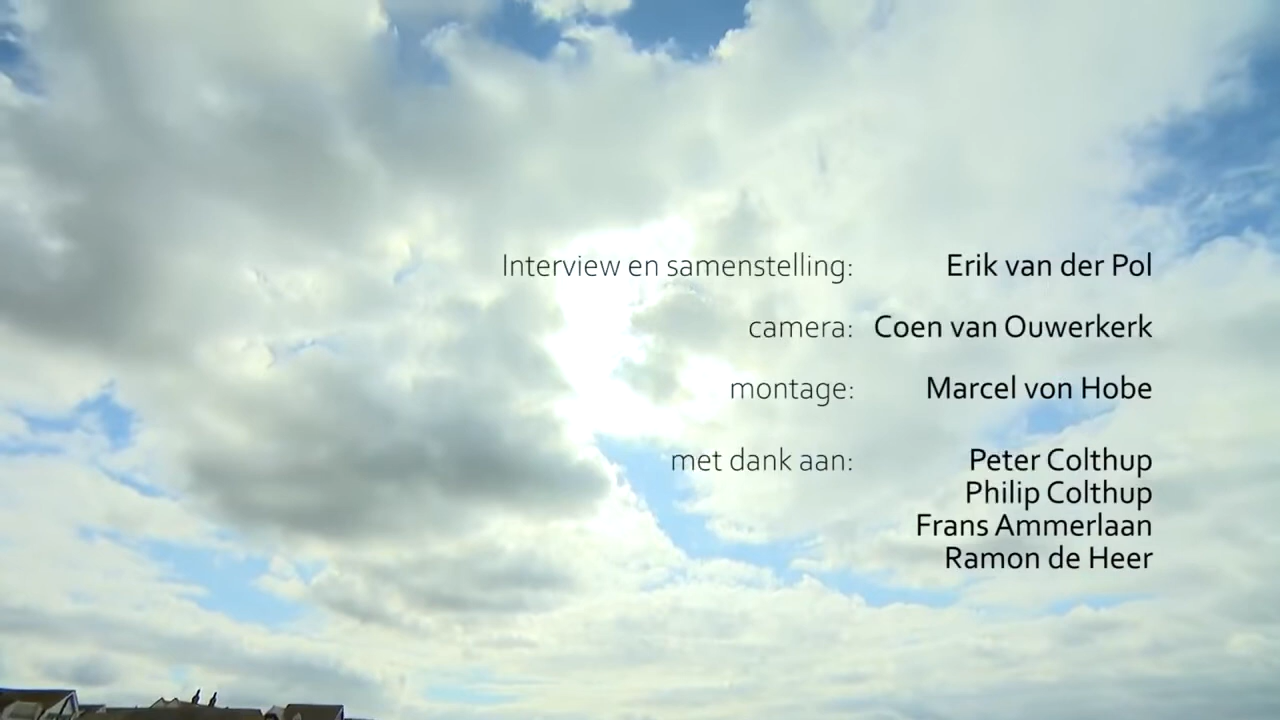 Interview en samenstelling: Erik van der Pol
camera: Coen van Ouwerkerk
montage: Marcel von Hobe
met dank aan: Peter Colthup
Philip Colthup
Frans Ammerlaan
Ramon de Heer